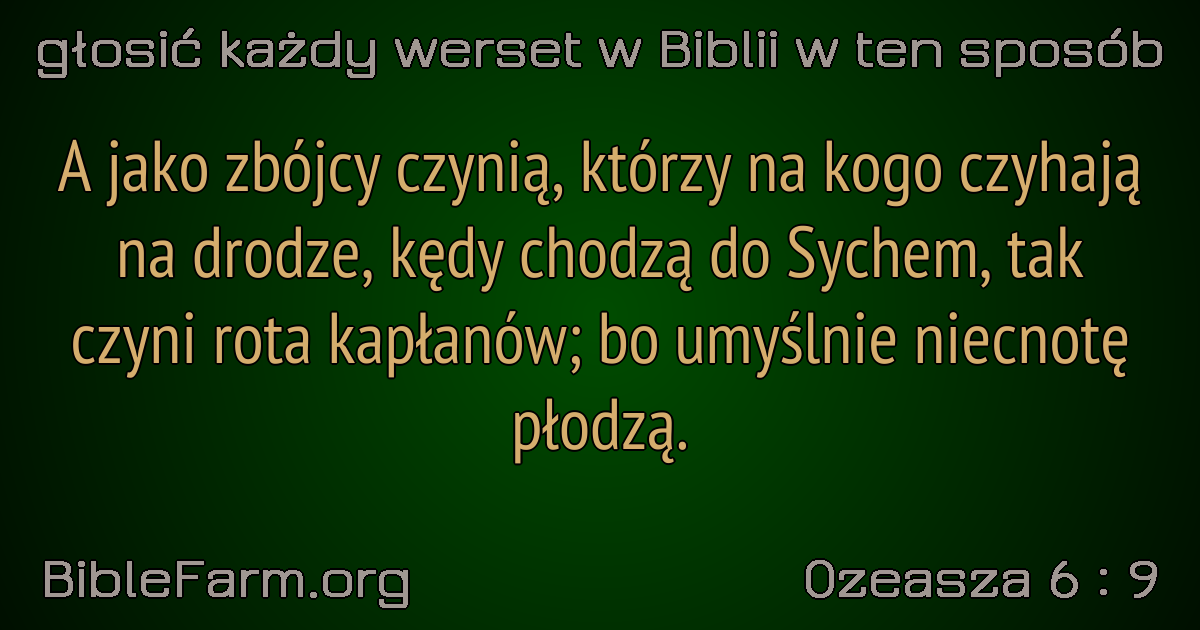 głosić każdy werset w Biblii w ten sposób
A jako zbójcy czynią, którzy na kogo czyhają
na drodze, kędy chodzą do Sychem, tak
czyni rota kapłanów; bo umyślnie niecnotę
płodzą.
BibleFarm.org
Ozeasza 6 : 9